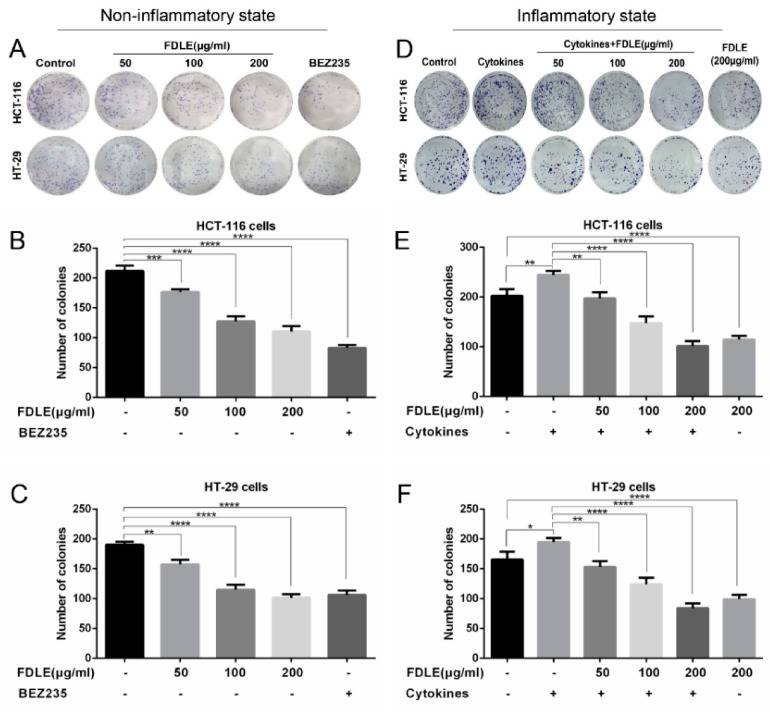 Non-inflammatory state
Inflammatory state
A
FDLE(μg/ml)
Control
50
100
200
BEZ235
HCT-116
HT-29
D
Cytokines+FDLE(μg/ml)
FDLE
(200μg/ml)
Control
Cytokines
50
100
200
HCT-116
HT-29
B
HCT-116 cells
Number of colonies
250
200
150
100
50
0
***
****
****
****
FDLE(μg/ml) - 50 100 200 -
BEZ235 - - - - +
E
HCT-116 cells
Number of colonies
300
200
100
0
**
**
****
****
****
FDLE(μg/ml) - - 50 100 200 200
Cytokines - + + + + -
C
HT-29 cells
Number of colonies
250
200
150
100
50
0
**
****
****
****
FDLE(μg/ml) - 50 100 200 -
BEZ235 - - - - +
F
HT-29 cells
Number of colonies
250
200
150
100
50
0
*
**
****
****
****
FDLE(μg/ml) - - 50 100 200 200
Cytokines - + + + + -